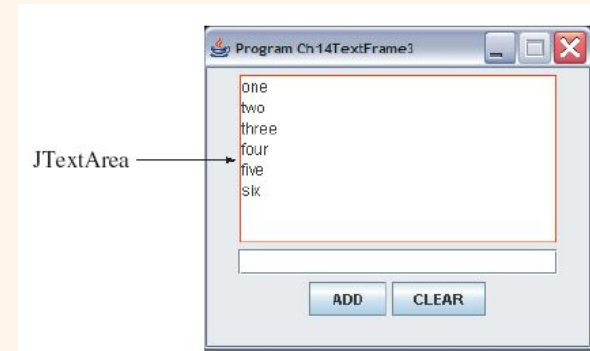 Program Ch14TextFrame3
one
two
three
four
five
six
JTextArea
ADD
CLEAR